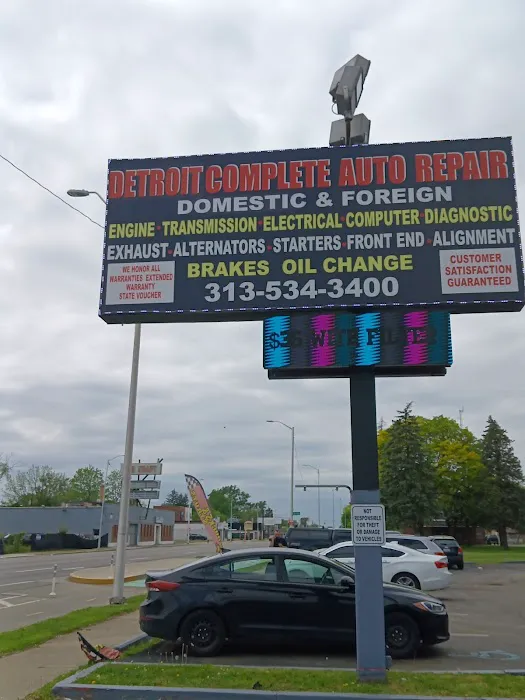 DETROIT COMPLETE AUTO REPAIR
DOMESTIC & FOREIGN
ENGINE TRANSMISSION ELECTRICAL COMPUTER DIAGNOSTIC
EXHAUST ALTERNATORS STARTERS FRONT END ALIGNMENT
WE HONOR ALL
WARRANTIES EXTENDED
WARRANTY
STATE VOUCHER
BRAKES OIL CHANGE
313-534-3400
CUSTOMER
SATISFACTION
GUARANTEED
WITH FILTER
NOT
RESPONSIBLE
FOR THEFT
OR DAMAGE
TO VEHICLES